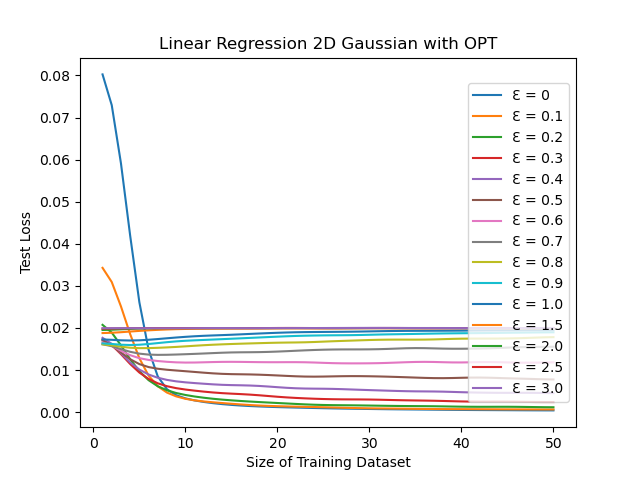 Linear Regression 2D Gaussian with OPT
Test Loss
0.08
0.07
0.06
0.05
0.04
0.03
0.02
0.01
0.00
Ɛ = 0
Ɛ = 0.1
Ɛ = 0.2
Ɛ = 0.3
Ɛ = 0.4
Ɛ = 0.5
Ɛ = 0.6
Ɛ = 0.7
Ɛ = 0.8
Ɛ = 0.9
Ɛ = 1.0
Ɛ = 1.5
Ɛ = 2.0
Ɛ = 2.5
Ɛ = 3.0
0 10 20 30 40 50
Size of Training Dataset